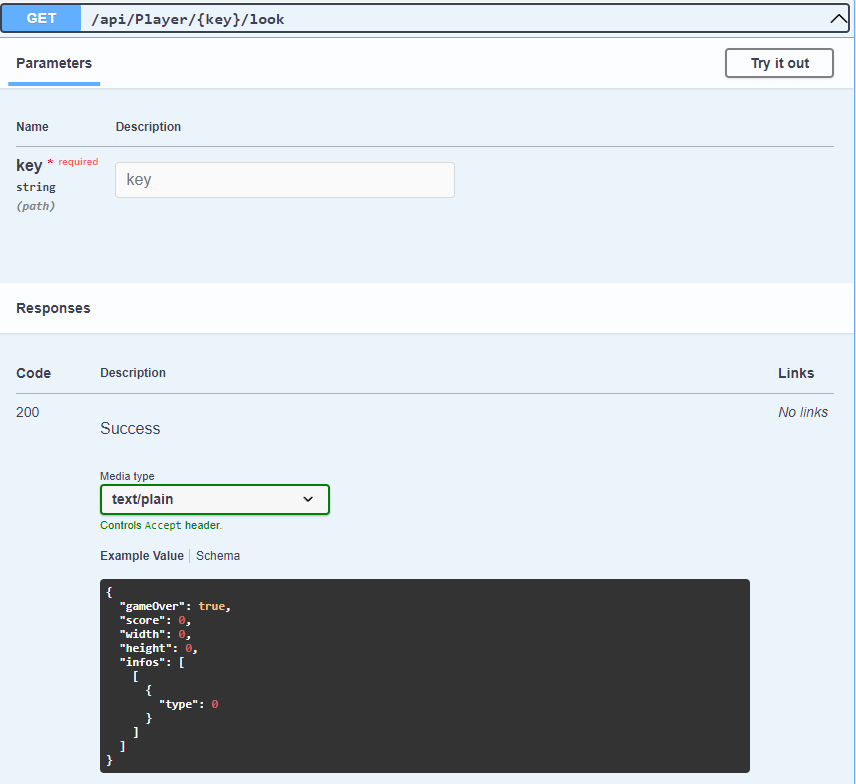 GET /api/Player/{key}/look
Parameters
Try it out
Name Description
key * required
string
(path)
key
Responses
Code Description Links
200 No links
Success
Media type
text/plain
Controls Accept header.
Example Value Schema
{
  "gameOver": true,
  "score": 0,
  "width": 0,
  "height": 0,
  "infos": [
    [
      {
        "type": 0
      }
    ]
  ]
}